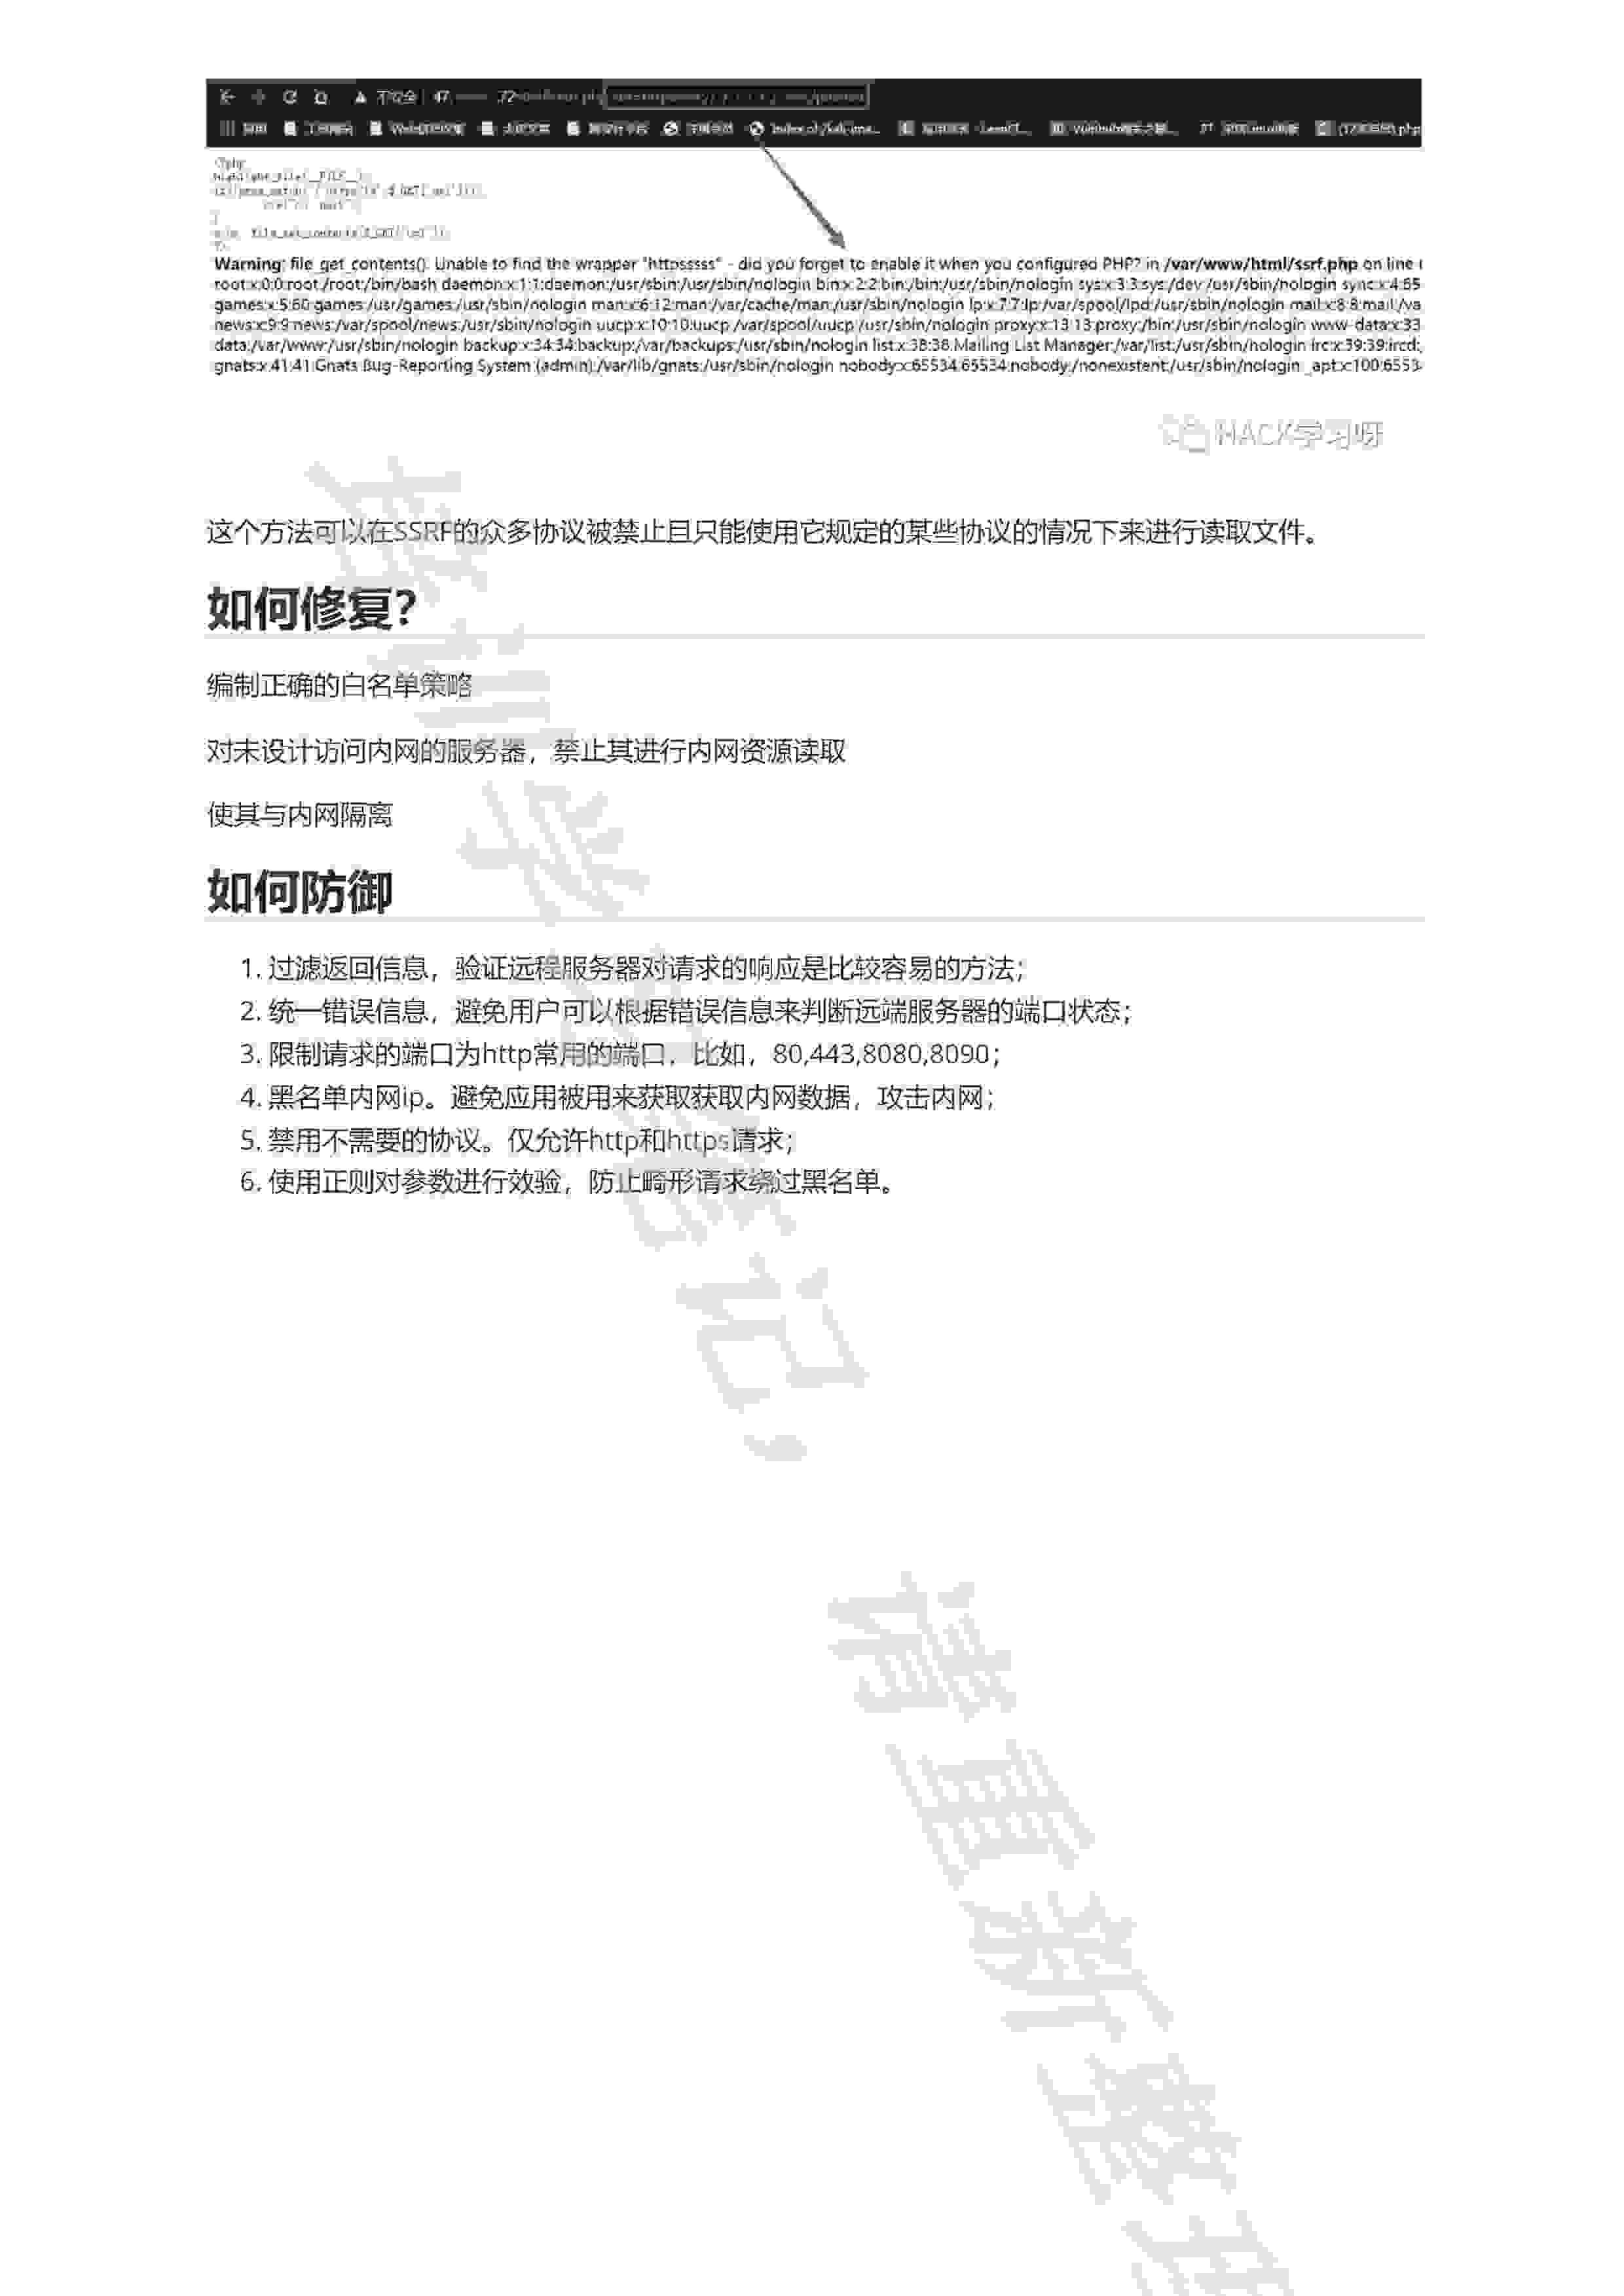 不安全
<?php
Warning: file_get_contents(): Unable to find the wrapper "httpsssss" - did you forget to enable it when you configured PHP? in /var/www/html/ssrf.php on line
root:x:0:0:root:/root:/bin/bash daemon:x:1:1:daemon:/usr/sbin:/usr/sbin/nologin bin:x:2:2:bin:/bin:/usr/sbin/nologin sys:x:3:3:sys:/dev:/usr/sbin/nologin sync:x:4:65
games:x:5:60:games:/usr/games:/usr/sbin/nologin man:x:6:12:man:/var/cache/man:/usr/sbin/nologin lp:x:7:7:lp:/var/spool/lpd:/usr/sbin/nologin mail:x:8:8:mail:/va
news:x:9:9:news:/var/spool/news:/usr/sbin/nologin uucp:x:10:10:uucp:/var/spool/uucp:/usr/sbin/nologin proxy:x:13:13:proxy:/bin:/usr/sbin/nologin www-data:x:33
data:/var/www:/usr/sbin/nologin backup:x:34:34:backup:/var/backups:/usr/sbin/nologin list:x:38:38:Mailing List Manager:/var/list:/usr/sbin/nologin irc:x:39:39:ircd:
gnats:x:41:41:Gnats Bug-Reporting System (admin):/var/lib/gnats:/usr/sbin/nologin nobody:x:65534:65534:nobody:/nonexistent:/usr/sbin/nologin _apt:x:100:6553
HACK学习呀
这个方法可以在SSRF的众多协议被禁止且只能使用它规定的某些协议的情况下来进行读取文件。
如何修复？
编制正确的白名单策略
对未设计访问内网的服务器，禁止其进行内网资源读取
使其与内网隔离
如何防御
1. 过滤返回信息，验证远程服务器对请求的响应是比较容易的方法；
2. 统一错误信息，避免用户可以根据错误信息来判断远端服务器的端口状态；
3. 限制请求的端口为http常用的端口，比如，80,443,8080,8090；
4. 黑名单内网ip。避免应用被用来获取获取内网数据，攻击内网；
5. 禁用不需要的协议。仅允许http和https请求；
6. 使用正则对参数进行效验，防止畸形请求绕过黑名单。